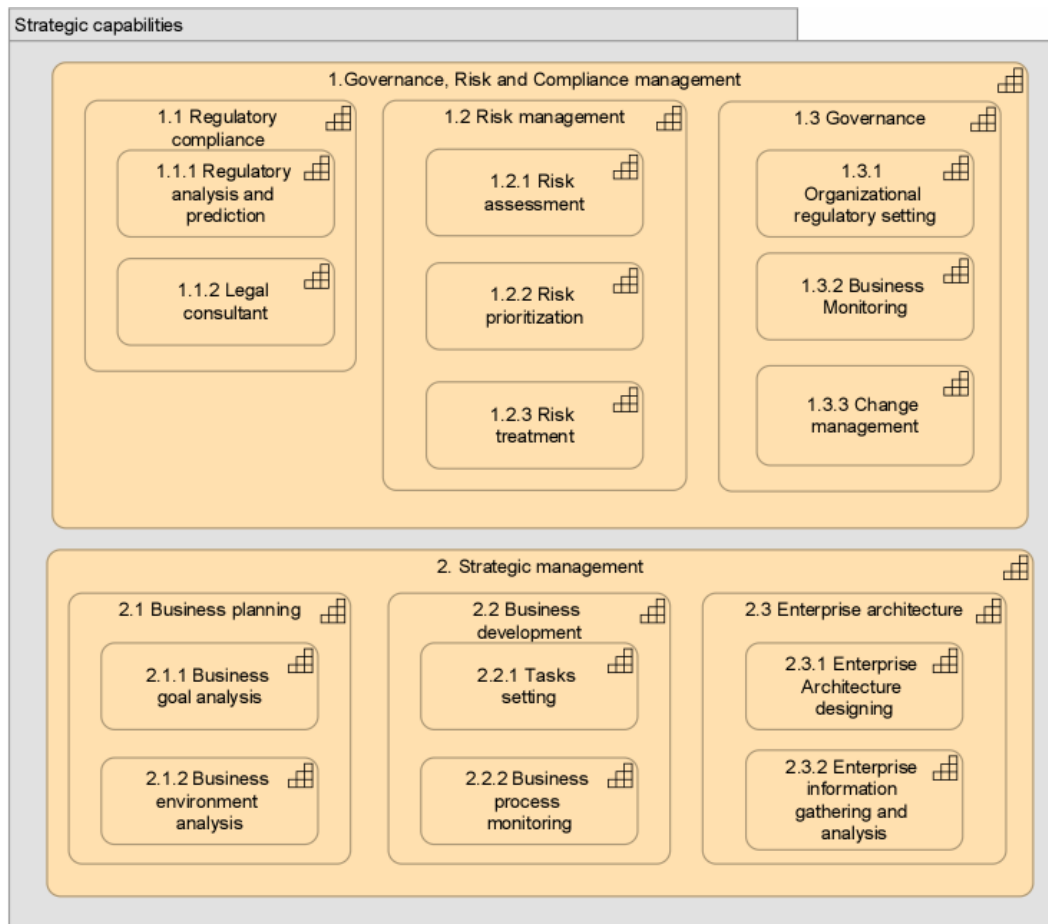 Strategic capabilities
1.Governance, Risk and Compliance management
1.1 Regulatory
compliance
1.1.1 Regulatory
analysis and
prediction
1.1.2 Legal
consultant
1.2 Risk management
1.2.1 Risk
assessment
1.2.2 Risk
prioritization
1.2.3 Risk
treatment
1.3 Governance
1.3.1
Organizational
regulatory setting
1.3.2 Business
Monitoring
1.3.3 Change
management
2. Strategic management
2.1 Business planning
2.1.1 Business
goal analysis
2.1.2 Business
environment
analysis
2.2 Business
development
2.2.1 Tasks
setting
2.2.2 Business
process
monitoring
2.3 Enterprise architecture
2.3.1 Enterprise
Architecture
designing
2.3.2 Enterprise
information
gathering and
analysis